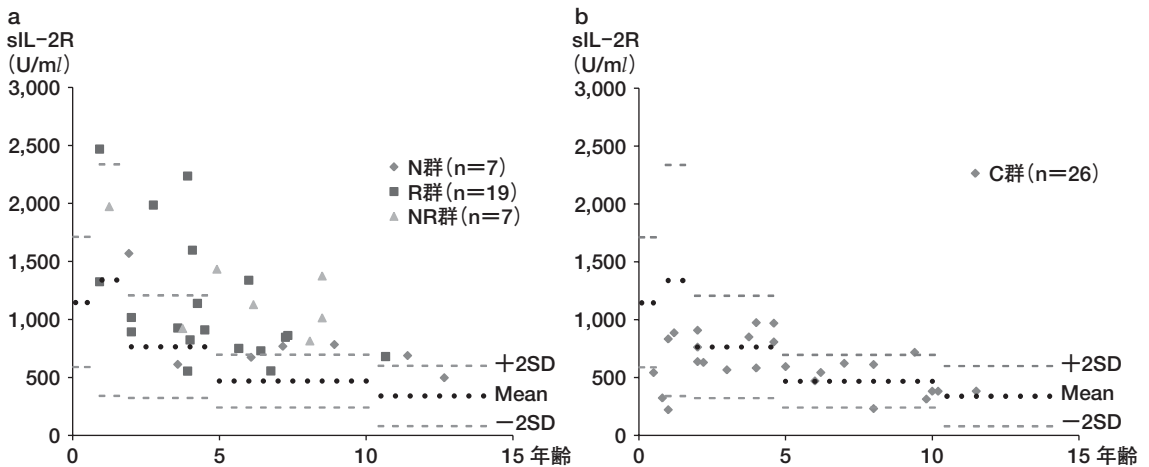 a
sIL-2R
(U/ml)
3,000
2,500
2,000
1,500
1,000
500
0
0
5
10
15 年齢
◆ N群(n=7)
■ R群(n=19)
▲ NR群(n=7)
+2SD
Mean
-2SD
b
sIL-2R
(U/ml)
3,000
2,500
2,000
1,500
1,000
500
0
0
5
10
15 年齢
◆ C群(n=26)
+2SD
Mean
-2SD